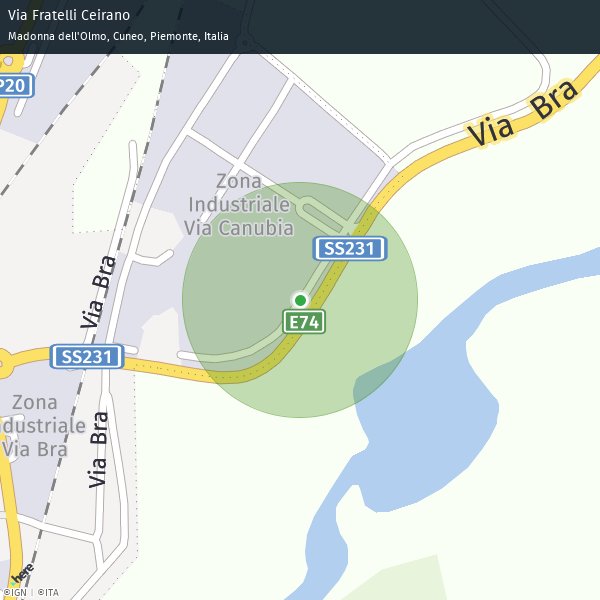 Via Fratelli Ceirano
Madonna dell'Olmo, Cuneo, Piemonte, Italia
P20
Via Bra
Zona
Industriale
Via Canubia
SS231
Via Bra
E74
SS231
Zona
ndustriale
Via Bra
Via Bra
here
©IGN | ©ITA